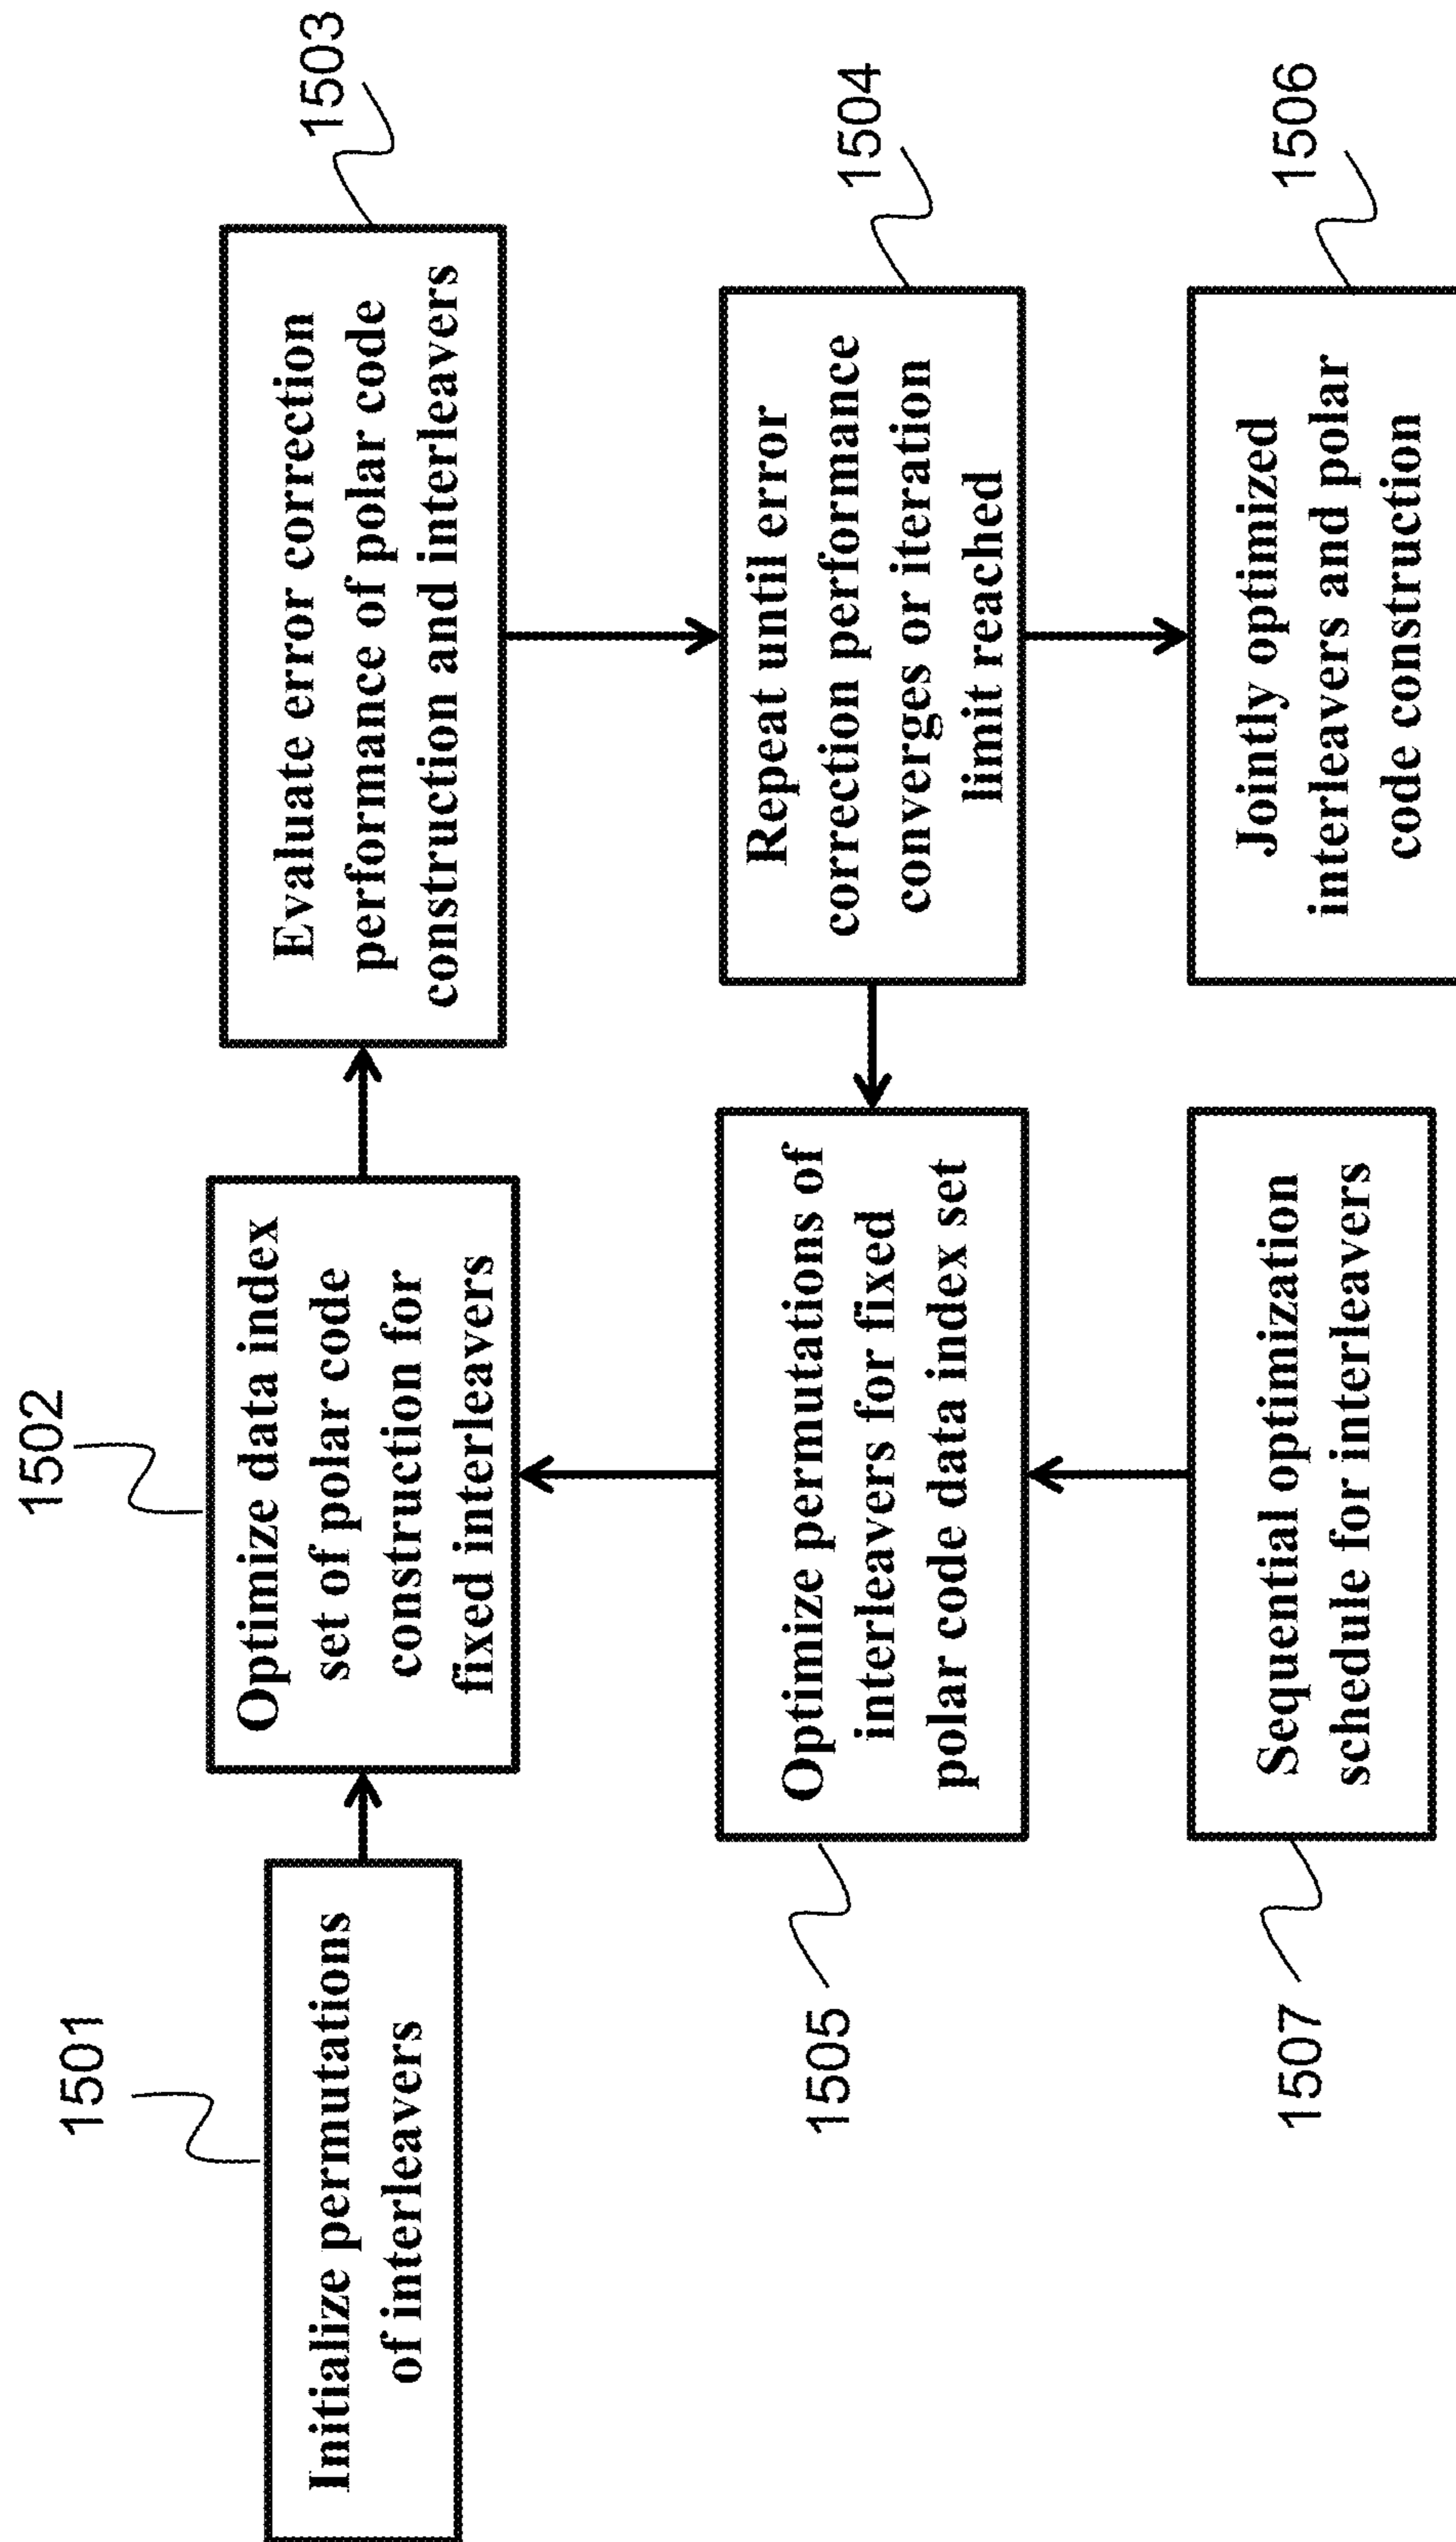 1501
Initialize permutations
of interleavers
1502
Optimize data index
set of polar code
construction for
fixed interleavers
1503
Evaluate error correction
performance of polar code
construction and interleavers
1504
Repeat until error
correction performance
converges or iteration
limit reached
1505
Optimize permutations of
interleavers for fixed
polar code data index set
1506
Jointly optimized
interleavers and polar
code construction
1507
Sequential optimization
schedule for interleavers